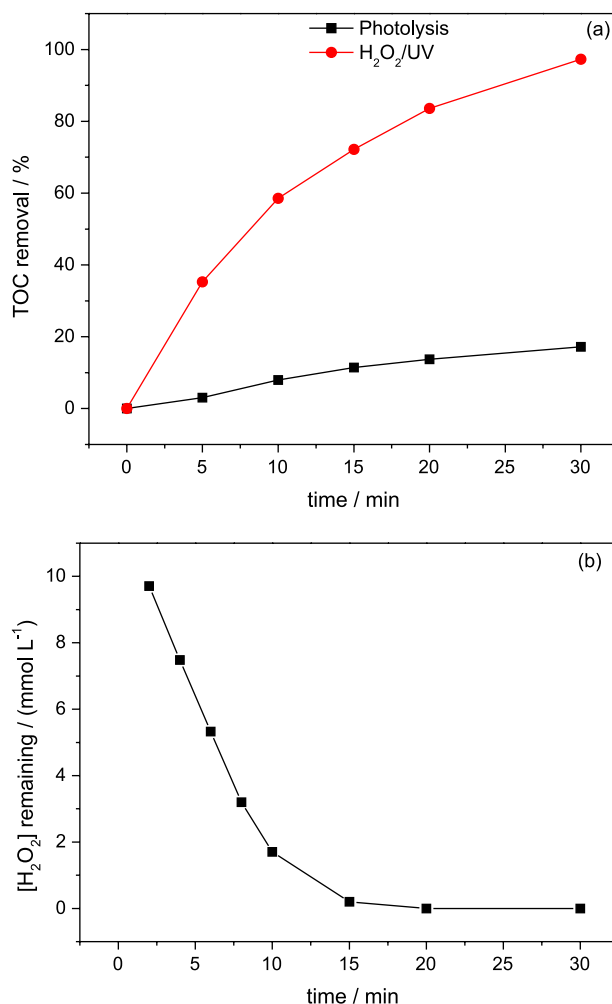 (a)
Photolysis
H₂O₂/UV
100
80
60
40
20
0
TOC removal / %
0 5 10 15 20 25 30
time / min
(b)
10
8
6
4
2
0
[H₂O₂] remaining / (mmol L⁻¹)
0 5 10 15 20 25 30
time / min